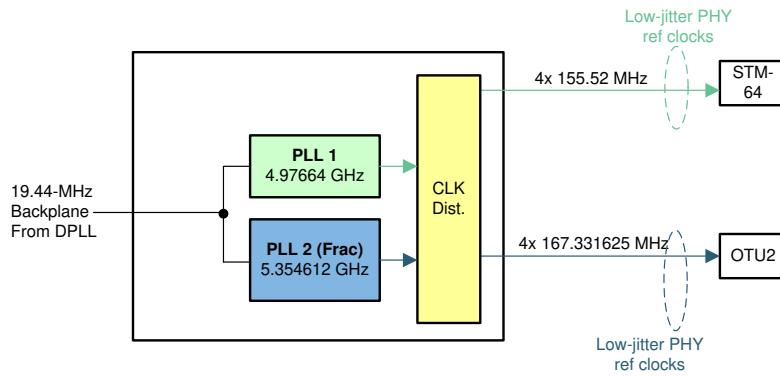 Low-jitter PHY
ref clocks
4x 155.52 MHz
STM-
64
PLL 1
4.97664 GHz
CLK
Dist.
19.44-MHz
Backplane
From DPLL
PLL 2 (Frac)
5.354612 GHz
4x 167.331625 MHz
OTU2
Low-jitter PHY
ref clocks